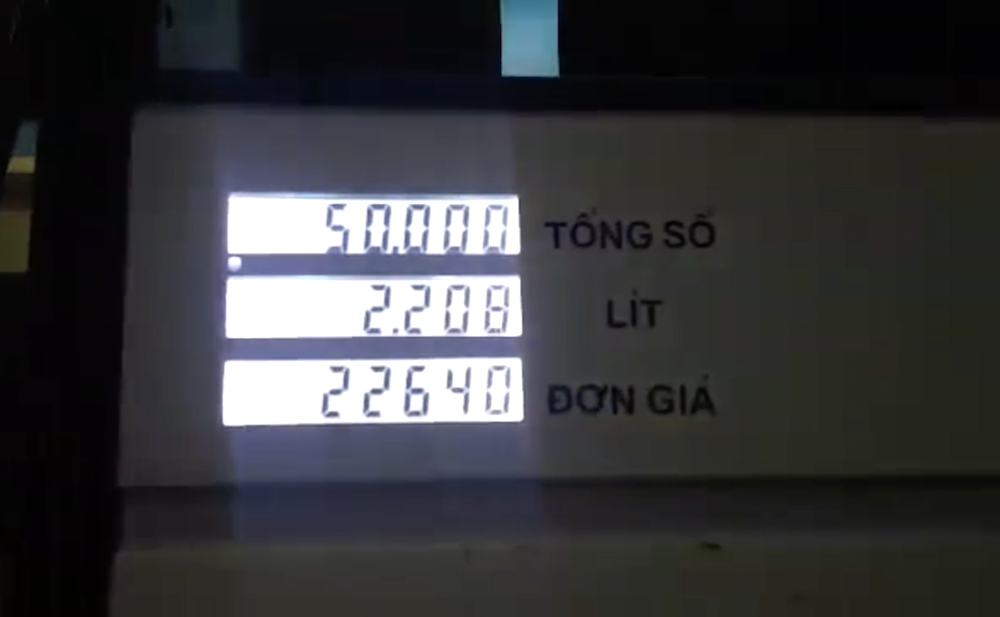 50.000 TỔNG SỐ
2.208 LÍT
22640 ĐƠN GIÁ